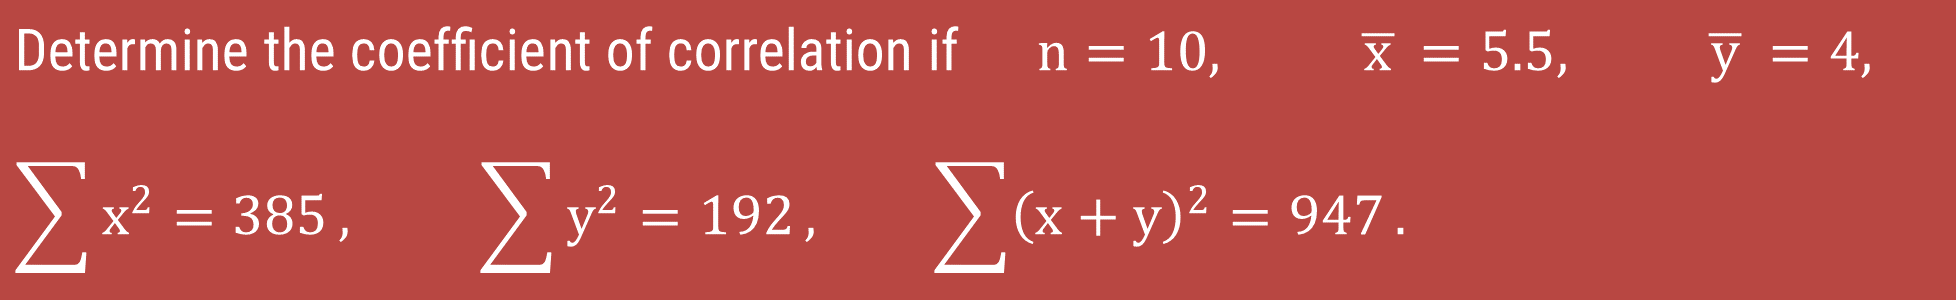 Determine the coefficient of correlation if n = 10, x̅ = 5.5, y̅ = 4,
∑ x² = 385 , ∑ y² = 192 , ∑(x + y)² = 947 .